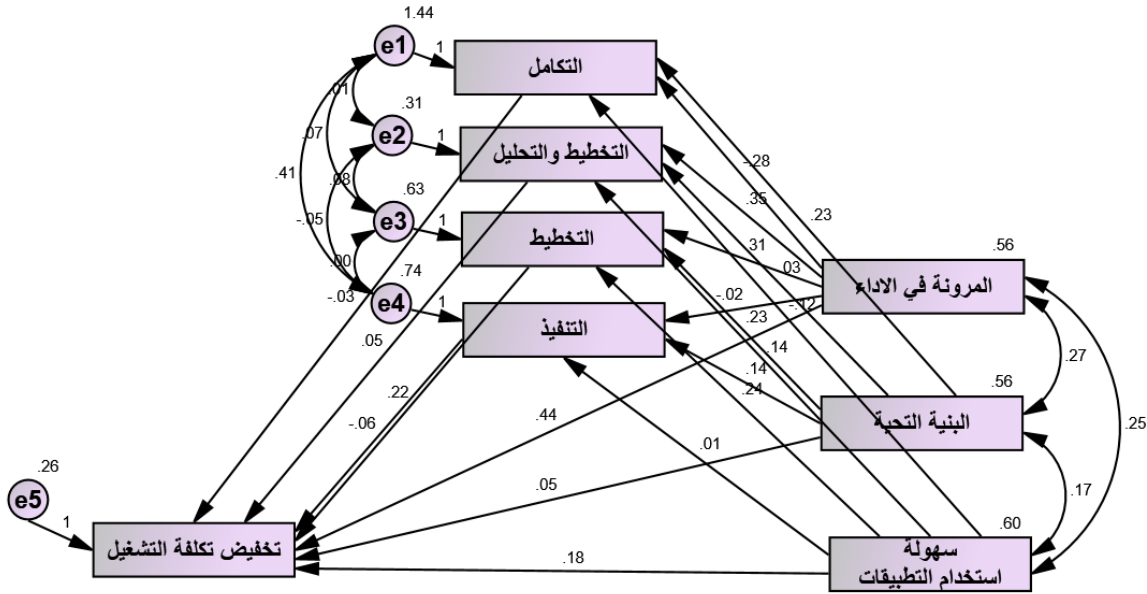 1.44
e1
1
التكامل
.01
.31
e2
1
التخطيط والتحليل
.07
.41
.08
-.05
.63
e3
1
التخطيط
.00
.74
-.03
e4
1
التنفيذ
-.28
.35
.23
.31
.03
-.02
.23
-.12
.14
.14
.24
.56
المرونة في الاداء
.27
.25
.56
البنية التحية
.17
.60
سهولة
استخدام التطبيقات
.05
.22
-.06
.44
.01
.05
.18
.26
e5
1
تخفيض تكلفة التشغيل